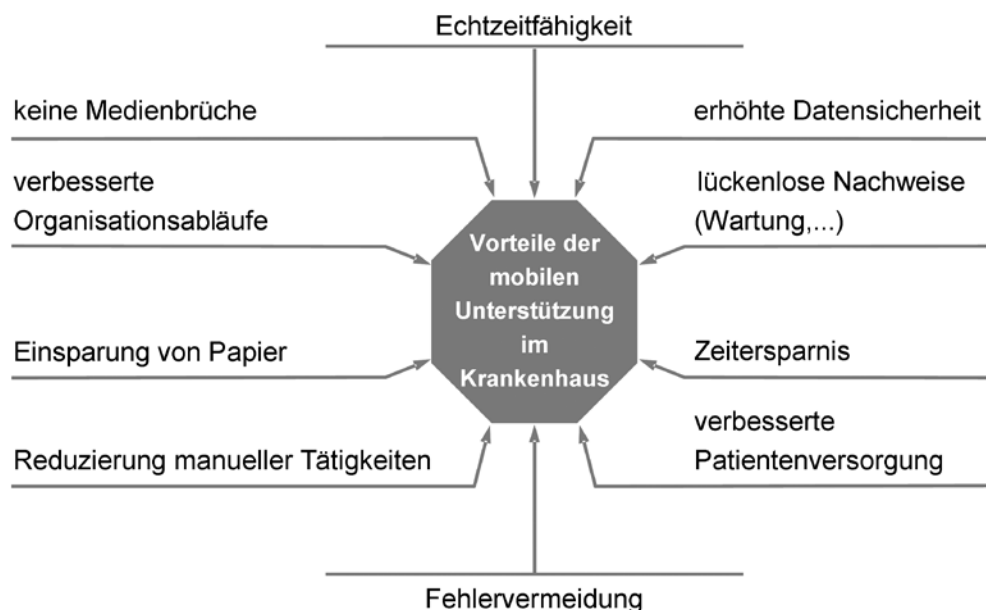 Echtzeitfähigkeit
keine Medienbrüche
erhöhte Datensicherheit
verbesserte
Organisationsabläufe
lückenlose Nachweise
(Wartung,...)
Vorteile der
mobilen
Unterstützung
im
Krankenhaus
Einsparung von Papier
Zeitersparnis
Reduzierung manueller Tätigkeiten
verbesserte
Patientenversorgung
Fehlervermeidung